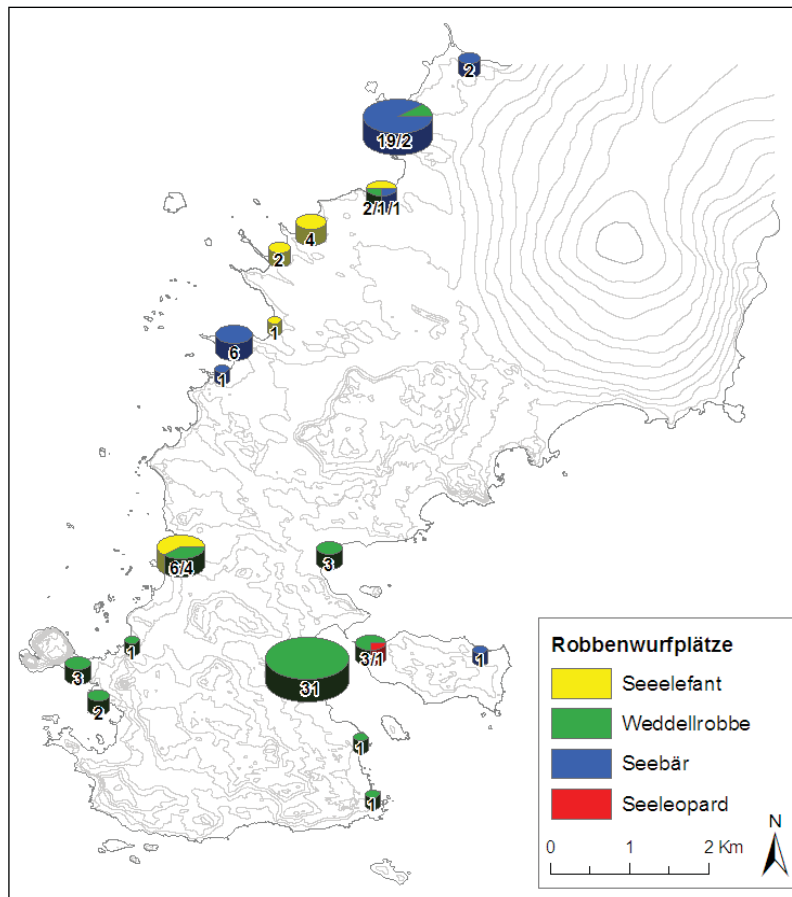 2
19/2
2/1/1
4
2
1
6
1
6/4
3
1
3/1
1
3
31
2
1
1
Robbenwurfplätze
Seeelefant
Weddellrobbe
Seebär
Seeleopard
N
0 1 2 Km